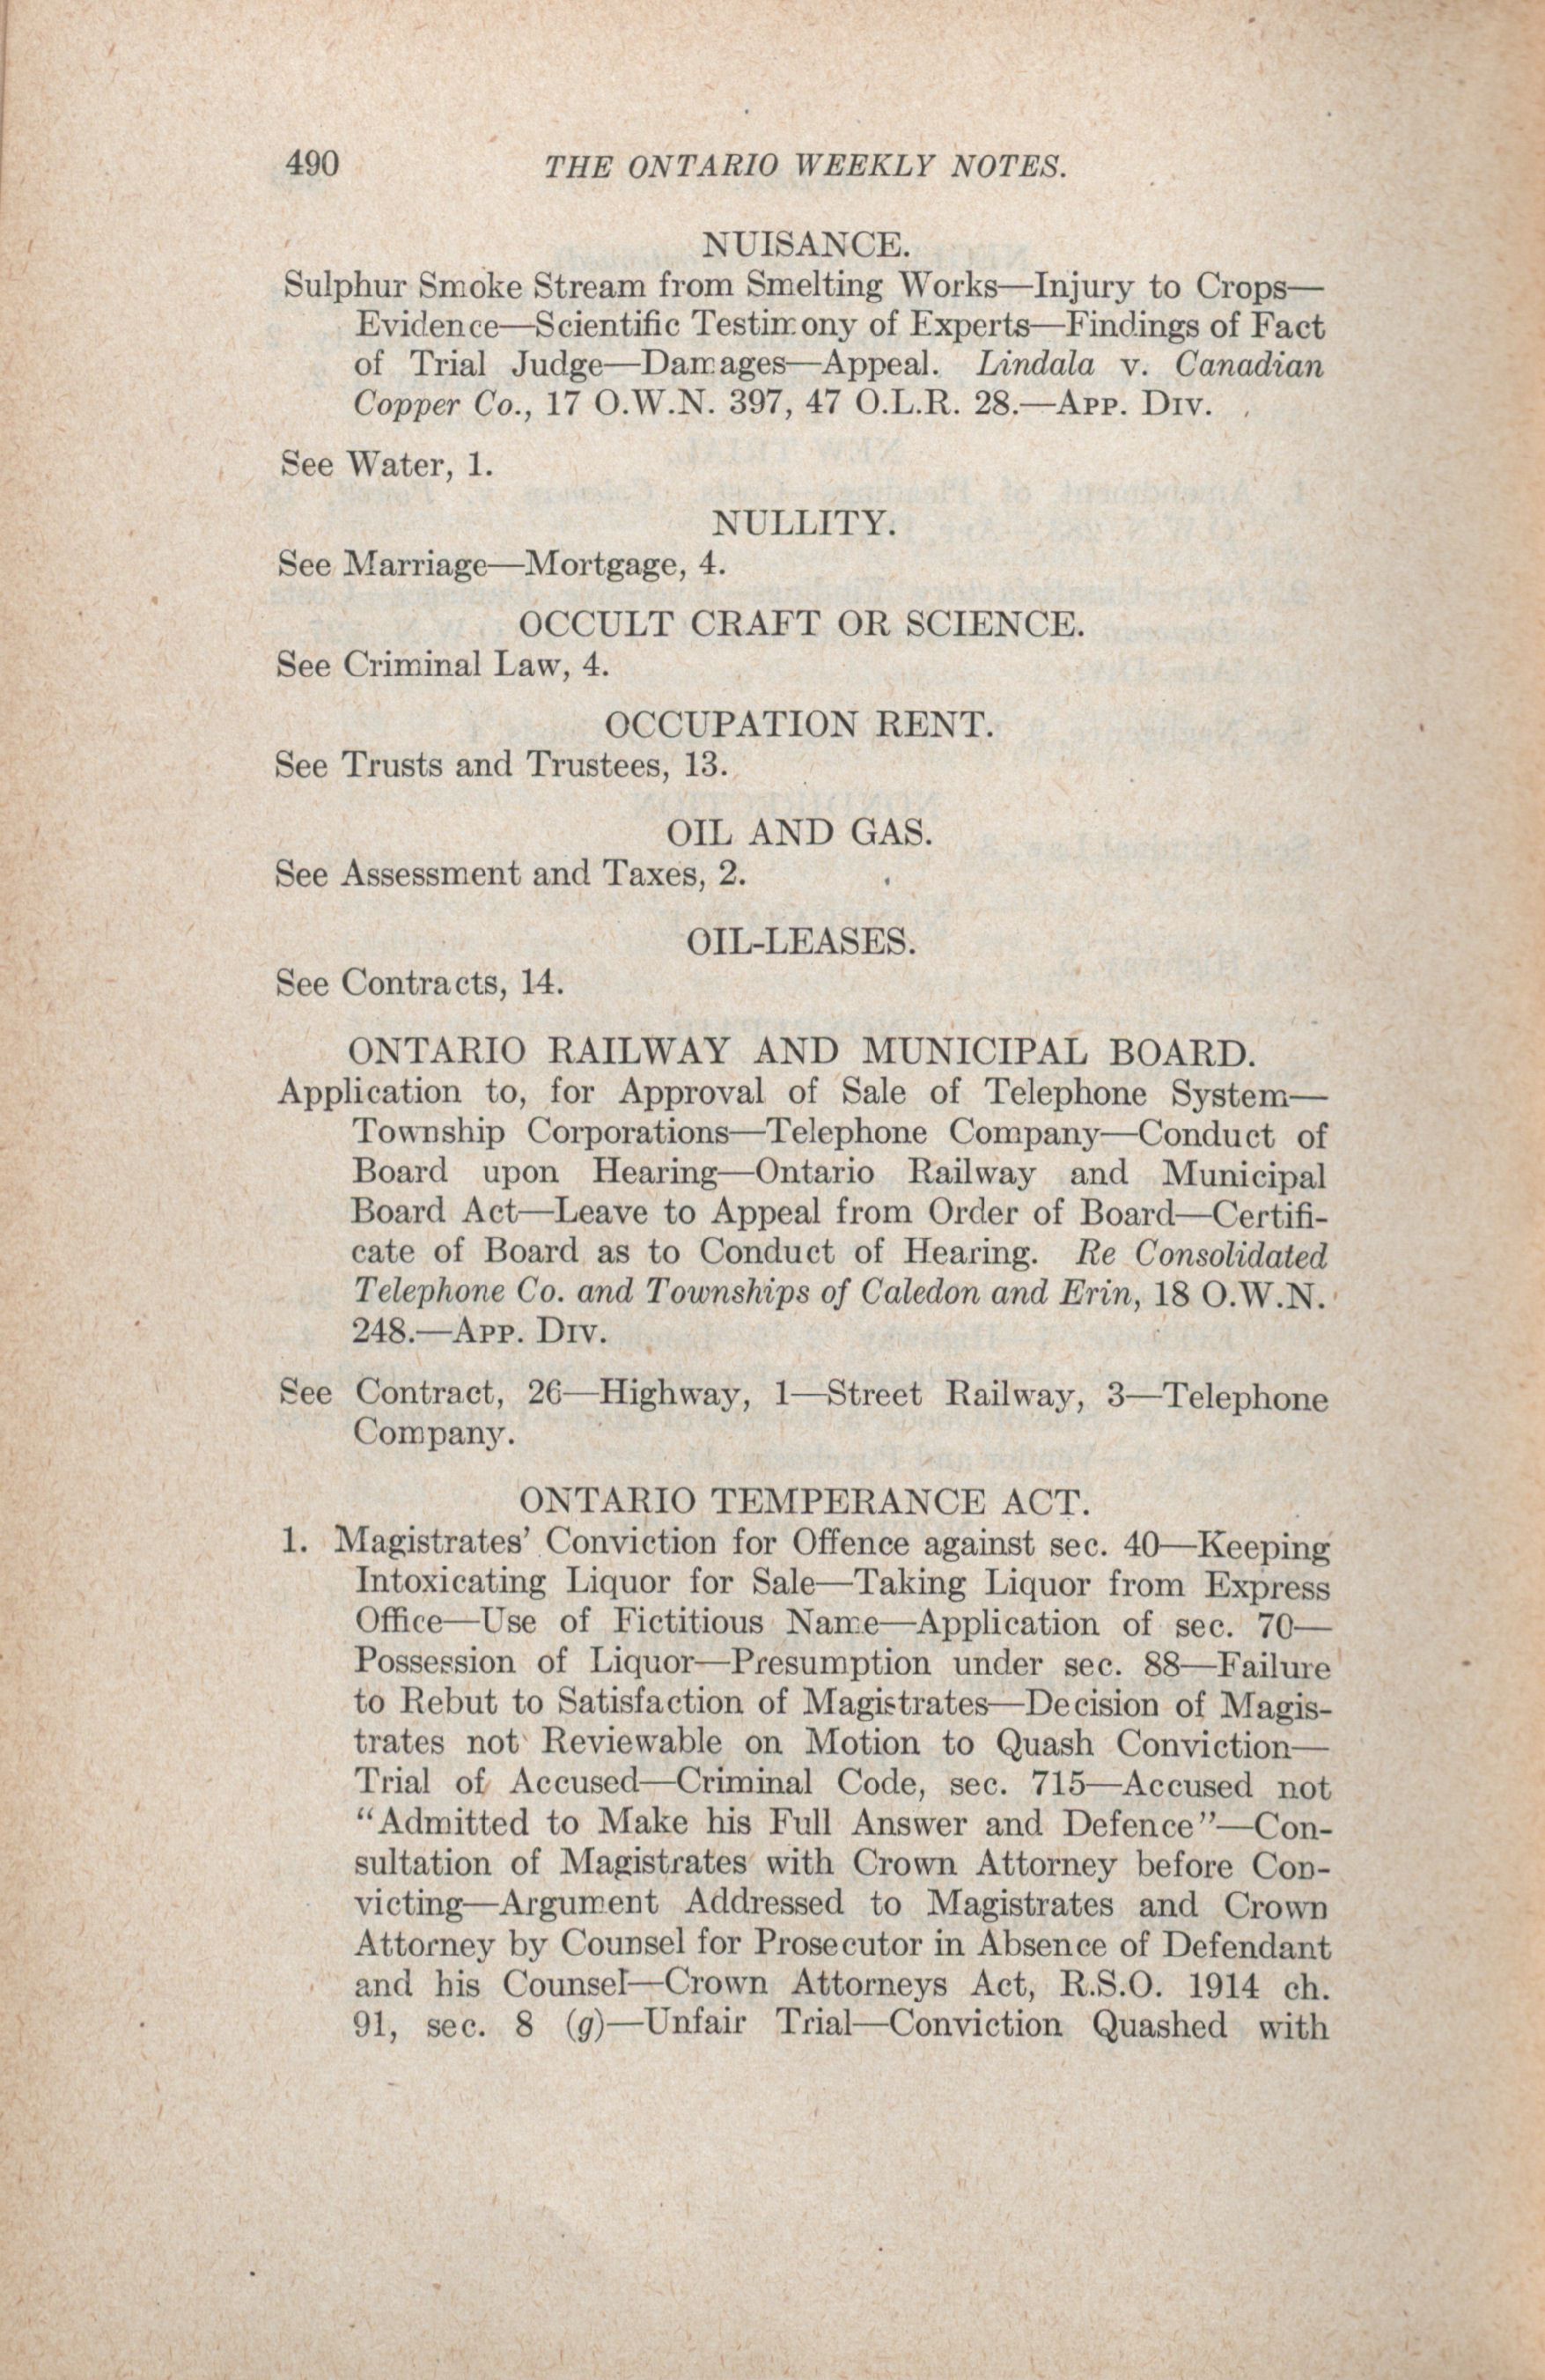 490 THE ONTARIO WEEKLY NOTES.
NUISANCE.
Sulphur Smoke Stream from Smelting Works—Injury to Crops—
Evidence—Scientific Testimony of Experts—Findings of Fact
of Trial Judge—Damages—Appeal. Lindala v. Canadian
Copper Co., 17 O.W.N. 397, 47 O.L.R. 28.—App. Div.
See Water, 1.
NULLITY.
See Marriage—Mortgage, 4.
OCCULT CRAFT OR SCIENCE.
See Criminal Law, 4.
OCCUPATION RENT.
See Trusts and Trustees, 13.
OIL AND GAS.
See Assessment and Taxes, 2.
OIL-LEASES.
See Contracts, 14.
ONTARIO RAILWAY AND MUNICIPAL BOARD.
Application to, for Approval of Sale of Telephone System—
Township Corporations—Telephone Company—Conduct of
Board upon Hearing—Ontario Railway and Municipal
Board Act—Leave to Appeal from Order of Board—Certifi-
cate of Board as to Conduct of Hearing. Re Consolidated
Telephone Co. and Townships of Caledon and Erin, 18 O.W.N.
248.—App. Div.
See Contract, 26—Highway, 1—Street Railway, 3—Telephone
Company.
ONTARIO TEMPERANCE ACT.
1. Magistrates' Conviction for Offence against sec. 40—Keeping
Intoxicating Liquor for Sale—Taking Liquor from Express
Office—Use of Fictitious Name—Application of sec. 70—
Possession of Liquor—Presumption under sec. 88—Failure
to Rebut to Satisfaction of Magistrates—Decision of Magis-
trates not Reviewable on Motion to Quash Conviction—
Trial of Accused—Criminal Code, sec. 715—Accused not
“Admitted to Make his Full Answer and Defence”—Con-
sultation of Magistrates with Crown Attorney before Con-
victing—Argument Addressed to Magistrates and Crown
Attorney by Counsel for Prosecutor in Absence of Defendant
and his Counsel—Crown Attorneys Act, R.S.O. 1914 ch.
91, sec. 8 (g)—Unfair Trial—Conviction Quashed with